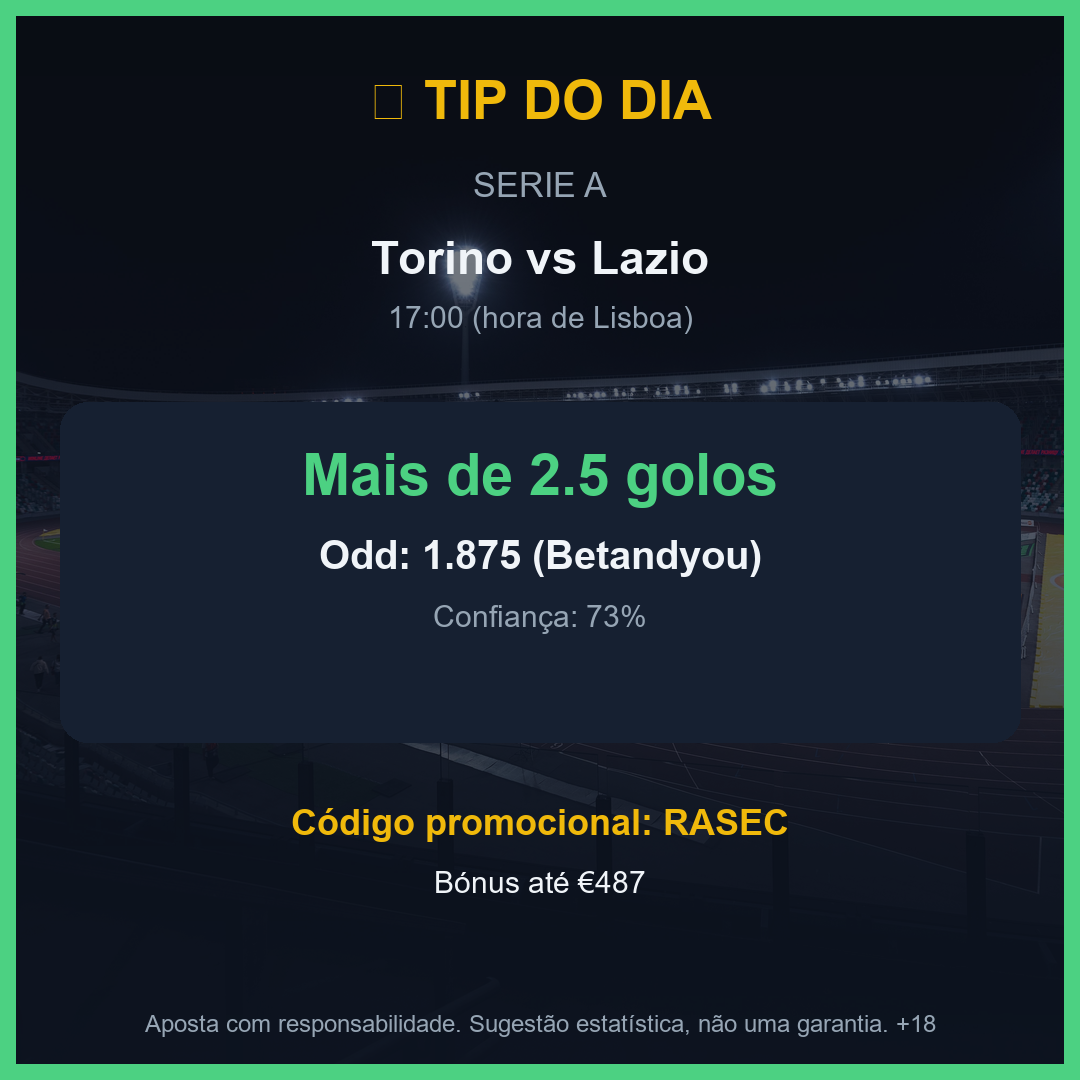 TIP DO DIA
SERIE A
Torino vs Lazio
17:00 (hora de Lisboa)
Mais de 2.5 golos
Odd: 1.875 (Betandyou)
Confiança: 73%
Código promocional: RASEC
Bónus até €487
Aposta com responsabilidade. Sugestão estatística, não uma garantia. +18